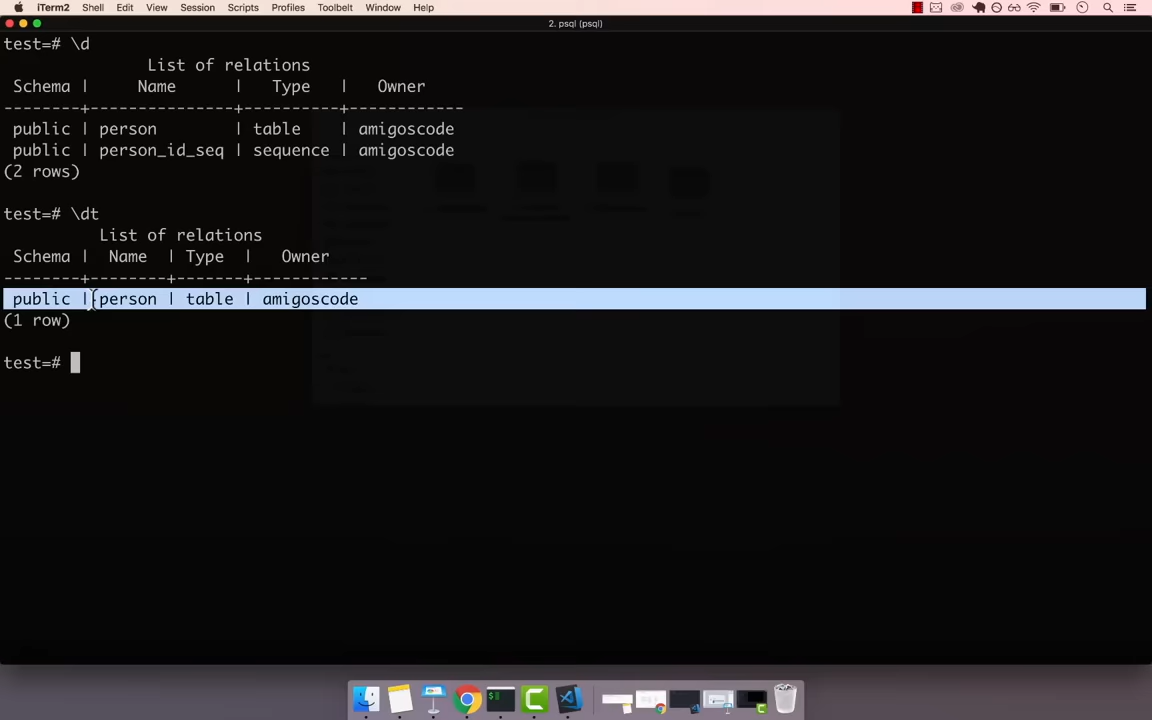 iTerm2 Shell Edit View Session Scripts Profiles Toolbelt Window Help
2. psql (psql)
test=# \d
List of relations
Schema | Name | Type | Owner
--------+---------------+----------+------------
public | person | table | amigoscode
public | person_id_seq | sequence | amigoscode
(2 rows)
test=# \dt
List of relations
Schema | Name | Type | Owner
--------+--------+-------+------------
public | person | table | amigoscode
(1 row)
test=#